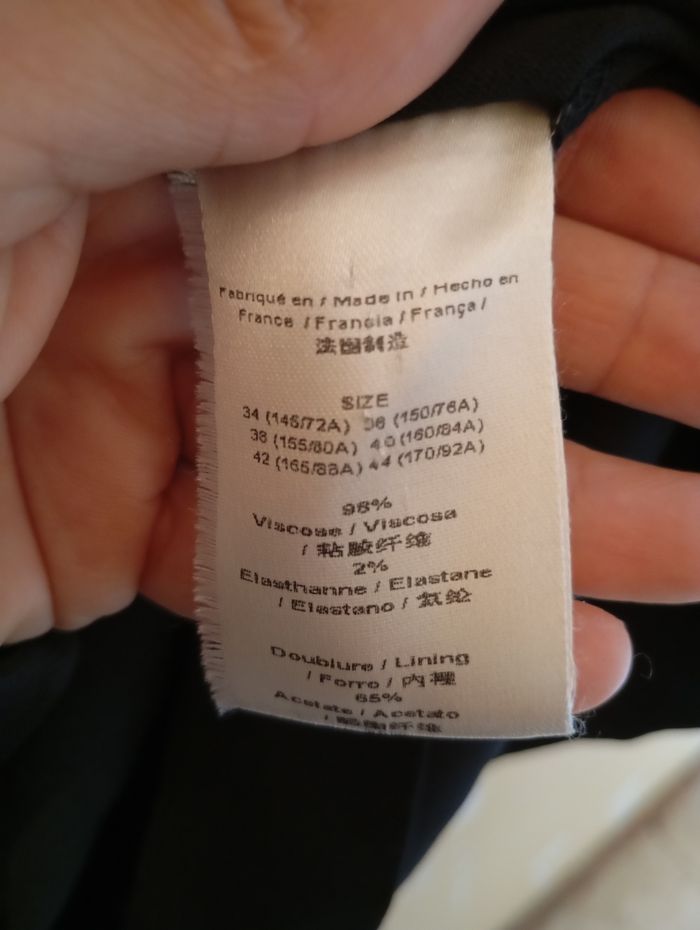 Fabriqué en / Made in / Hecho en
France / Francia / França /
法国制造
SIZE
34 (145/72A) 36 (150/76A)
38 (155/80A) 40 (160/84A)
42 (165/88A) 44 (170/92A)
98%
Viscose / Viscosa
/ 粘胶纤维
2%
Elasthanne / Elastane
/ Elastano / 氨纶
Doublure / Lining
/ Forro / 内裡
65%
Acetate / Acetato